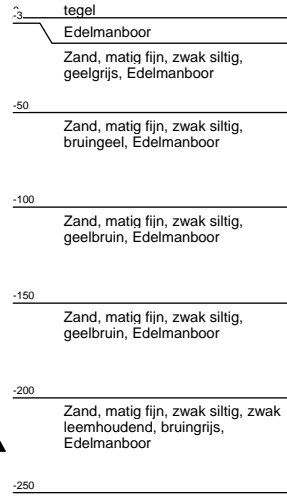 tegel
-3
Edelmanboor
Zand, matig fijn, zwak siltig,
geelgrijs, Edelmanboor
-50
Zand, matig fijn, zwak siltig,
bruingeel, Edelmanboor
-100
Zand, matig fijn, zwak siltig,
geelbruin, Edelmanboor
-150
Zand, matig fijn, zwak siltig,
geelbruin, Edelmanboor
-200
Zand, matig fijn, zwak siltig, zwak
leemhoudend, bruingrijs,
Edelmanboor
-250